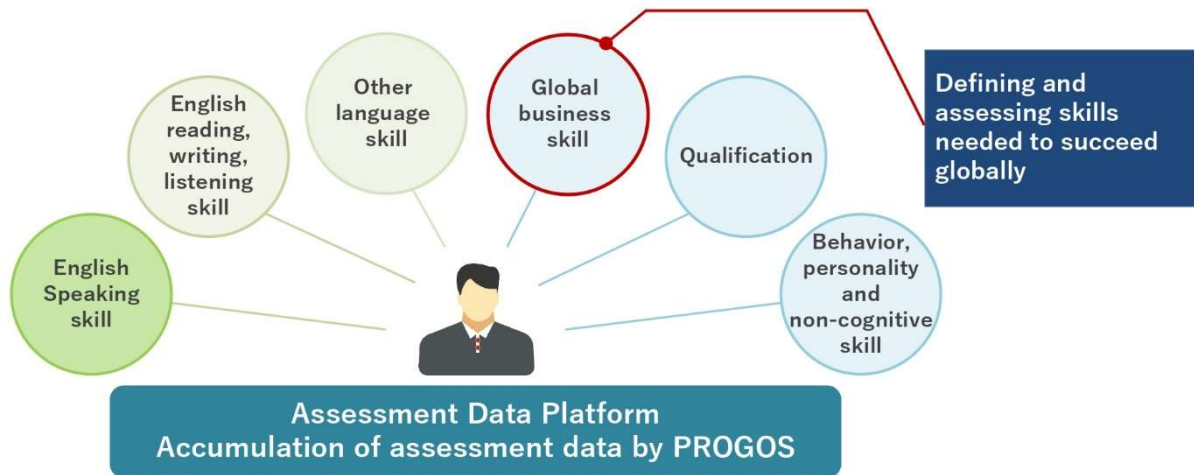 English
Speaking
skill
English
reading,
writing,
listening
skill
Other
language
skill
Global
business
skill
Qualification
Behavior,
personality
and
non-cognitive
skill
Defining and
assessing skills
needed to succeed
globally
Assessment Data Platform
Accumulation of assessment data by PROGOS